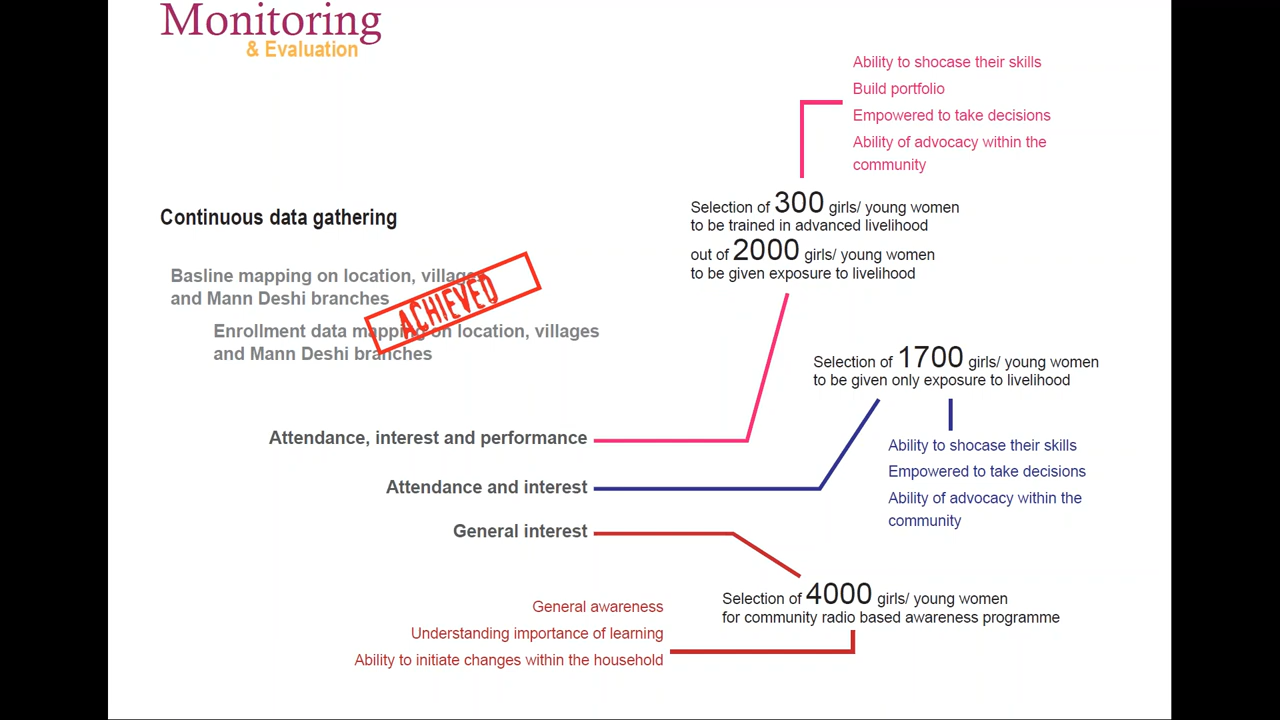 Monitoring
& Evaluation
Ability to shocase their skills
Build portfolio
Empowered to take decisions
Ability of advocacy within the
community
Selection of 300 girls/ young women
to be trained in advanced livelihood
out of 2000 girls/ young women
to be given exposure to livelihood
Continuous data gathering
Basline mapping on location, villages
and Mann Deshi branches
ACHIEVED
Enrollment data mapping on location, villages
and Mann Deshi branches
Selection of 1700 girls/ young women
to be given only exposure to livelihood
Attendance, interest and performance
Ability to shocase their skills
Empowered to take decisions
Ability of advocacy within the
community
Attendance and interest
General interest
Selection of 4000 girls/ young women
for community radio based awareness programme
General awareness
Understanding importance of learning
Ability to initiate changes within the household